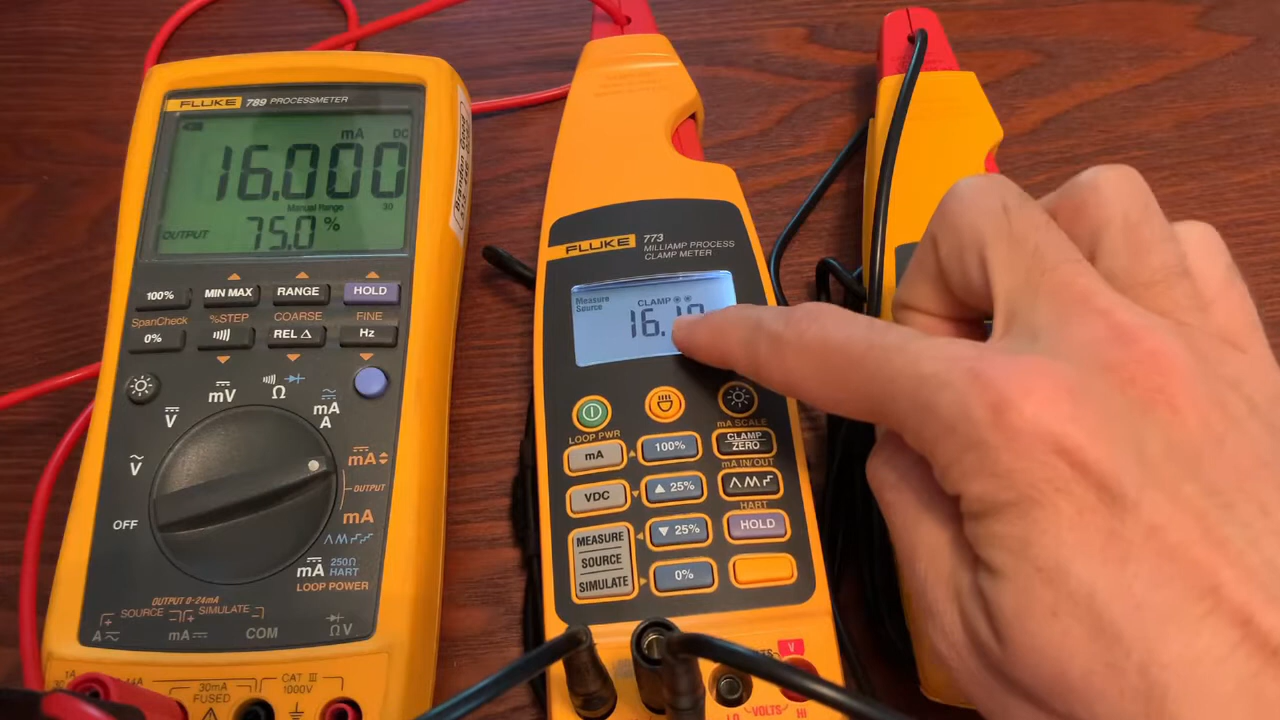 FLUKE 789 PROCESSMETER
mA DC
16.000
Manual Range 30
OUTPUT 75.0 %
100% MIN MAX RANGE HOLD
SpanCheck %STEP COARSE FINE
0% REL Δ Hz
mV
Ω
V
mA
A
V
mA
OUTPUT
OFF
mA
mA 250Ω
HART
LOOP POWER
OUTPUT 0-24mA
SOURCE SIMULATE
A mA COM ΩV
30mA
FUSED
CAT III
1000V
Brandon
FLUKE 773
MILLIAMP PROCESS
CLAMP METER
Measure
Source
CLAMP
16.
LOOP PWR
mA SCALE
mA 100% CLAMP
ZERO
mA IN/OUT
VDC ▲ 25%
HART
MEASURE
SOURCE
SIMULATE
▼ 25% HOLD
0%
V
LO VOLTS HI